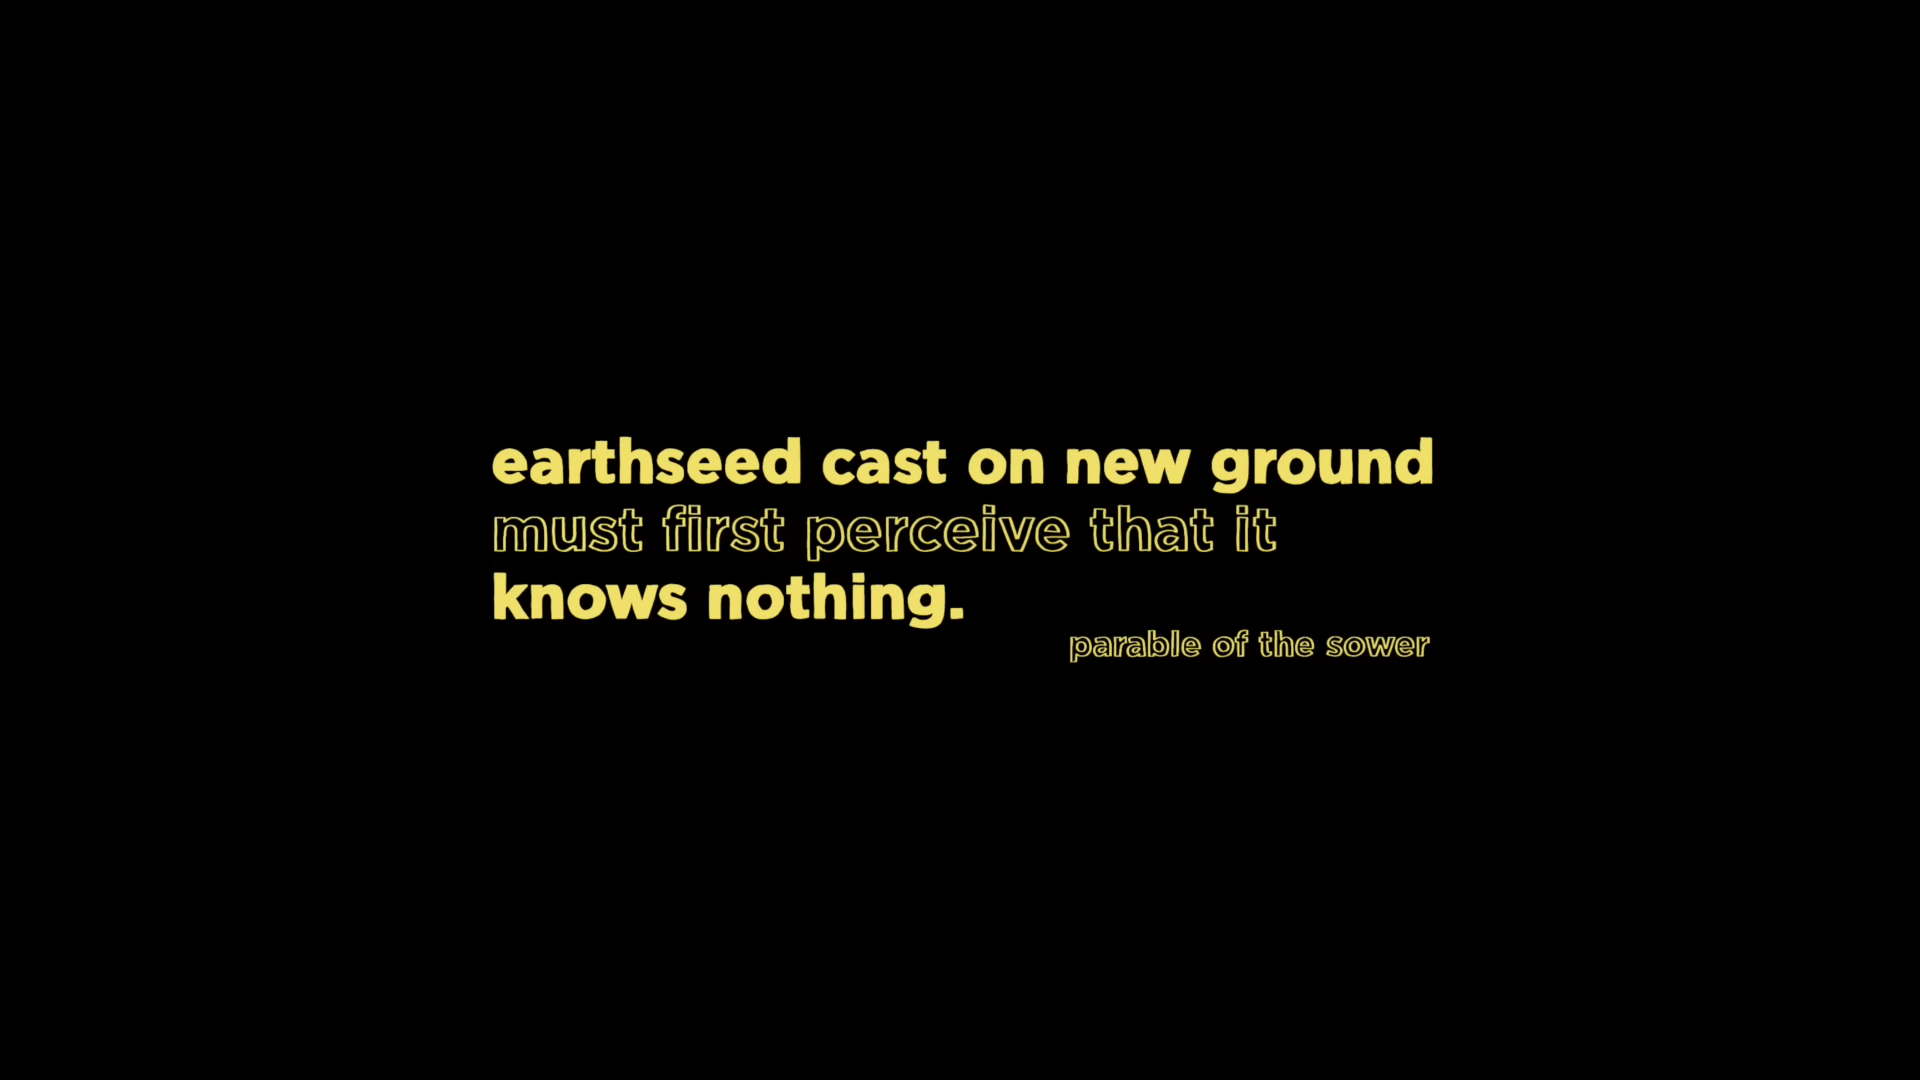 earthseed cast on new ground
must first perceive that it
knows nothing.
parable of the sower